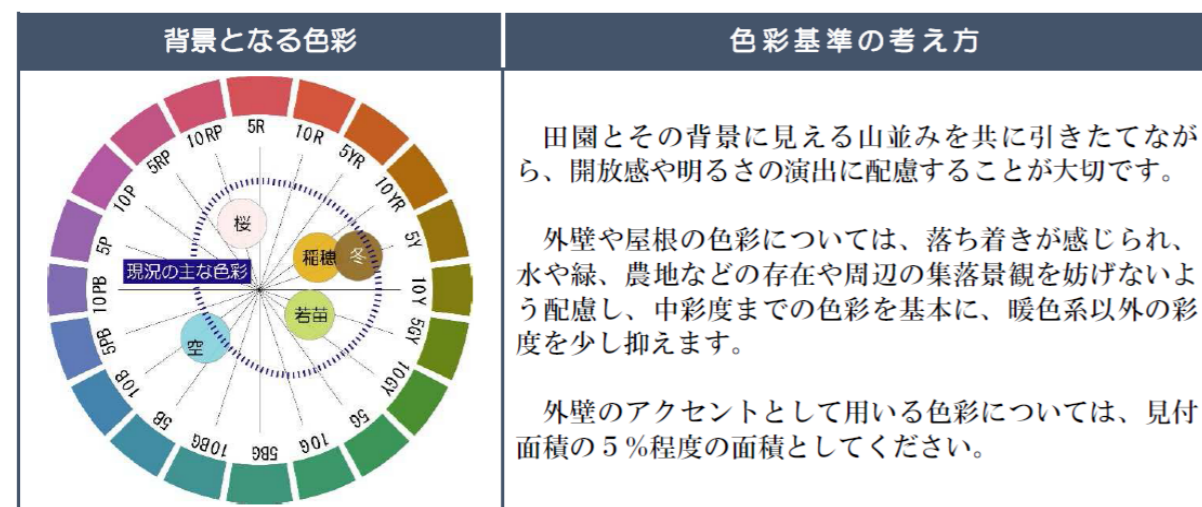 背景となる色彩
色彩基準の考え方
5R
10R
5YR
10YR
5Y
10Y
5GY
10GY
5G
10G
5BG
10BG
5B
10B
5PB
10PB
5P
10P
5RP
10RP
桜
稲穂
冬
現況の主な色彩
若苗
空
田園とその背景に見える山並みを共に引きたてなが
ら、開放感や明るさの演出に配慮することが大切です。
外壁や屋根の色彩については、落ち着きが感じられ、
水や緑、農地などの存在や周辺の集落景観を妨げないよ
う配慮し、中彩度までの色彩を基本に、暖色系以外の彩
度を少し抑えます。
外壁のアクセントとして用いる色彩については、見付
面積の5%程度の面積としてください。